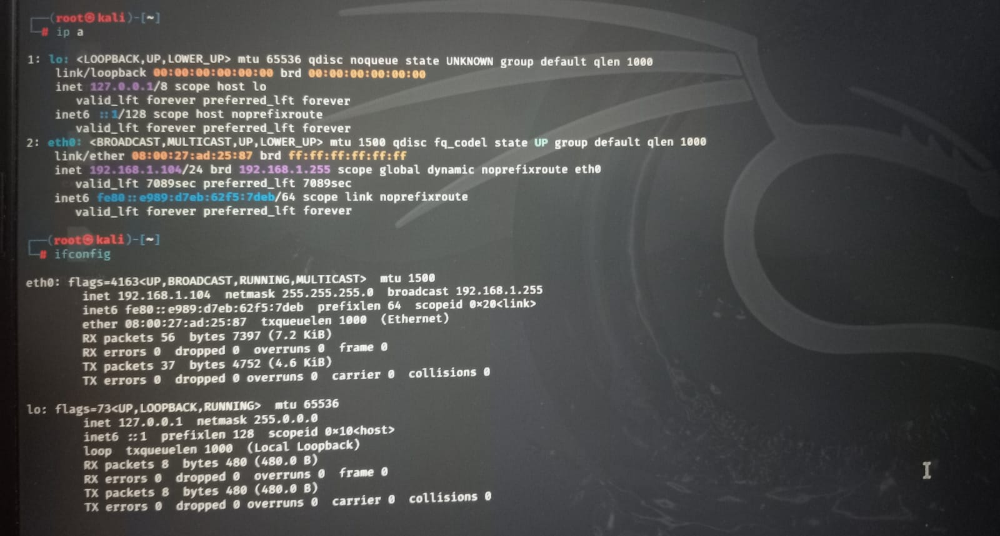 ┌──(root㉿kali)-[~]
└─# ip a
1: lo: <LOOPBACK,UP,LOWER_UP> mtu 65536 qdisc noqueue state UNKNOWN group default qlen 1000
link/loopback 00:00:00:00:00:00 brd 00:00:00:00:00:00
inet 127.0.0.1/8 scope host lo
valid_lft forever preferred_lft forever
inet6 ::1/128 scope host noprefixroute
valid_lft forever preferred_lft forever
2: eth0: <BROADCAST,MULTICAST,UP,LOWER_UP> mtu 1500 qdisc fq_codel state UP group default qlen 1000
link/ether 08:00:27:ad:25:87 brd ff:ff:ff:ff:ff:ff
inet 192.168.1.104/24 brd 192.168.1.255 scope global dynamic noprefixroute eth0
valid_lft 7089sec preferred_lft 7089sec
inet6 fe80::e989:d7eb:62f5:7deb/64 scope link noprefixroute
valid_lft forever preferred_lft forever
┌──(root㉿kali)-[~]
└─# ifconfig
eth0: flags=4163<UP,BROADCAST,RUNNING,MULTICAST>  mtu 1500
inet 192.168.1.104  netmask 255.255.255.0  broadcast 192.168.1.255
inet6 fe80::e989:d7eb:62f5:7deb  prefixlen 64  scopeid 0×20<link>
ether 08:00:27:ad:25:87  txqueuelen 1000  (Ethernet)
RX packets 56  bytes 7397 (7.2 KiB)
RX errors 0  dropped 0  overruns 0  frame 0
TX packets 37  bytes 4752 (4.6 KiB)
TX errors 0  dropped 0 overruns 0  carrier 0  collisions 0
lo: flags=73<UP,LOOPBACK,RUNNING>  mtu 65536
inet 127.0.0.1  netmask 255.0.0.0
inet6 ::1  prefixlen 128  scopeid 0×10<host>
loop  txqueuelen 1000  (Local Loopback)
RX packets 8  bytes 480 (480.0 B)
RX errors 0  dropped 0  overruns 0  frame 0
TX packets 8  bytes 480 (480.0 B)
TX errors 0  dropped 0 overruns 0  carrier 0  collisions 0